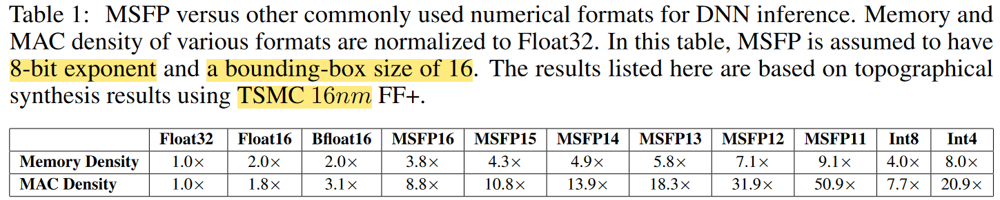 Table 1: MSFP versus other commonly used numerical formats for DNN inference. Memory and
MAC density of various formats are normalized to Float32. In this table, MSFP is assumed to have
8-bit exponent and a bounding-box size of 16. The results listed here are based on topographical
synthesis results using TSMC 16nm FF+.
Float32 Float16 Bfloat16 MSFP16 MSFP15 MSFP14 MSFP13 MSFP12 MSFP11 Int8 Int4
Memory Density 1.0× 2.0× 2.0× 3.8× 4.3× 4.9× 5.8× 7.1× 9.1× 4.0× 8.0×
MAC Density 1.0× 1.8× 3.1× 8.8× 10.8× 13.9× 18.3× 31.9× 50.9× 7.7× 20.9×